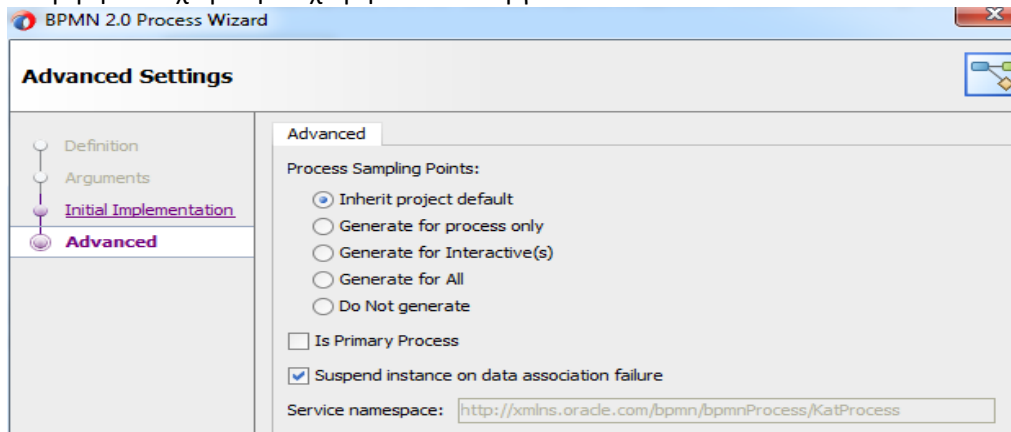 BPMN 2.0 Process Wizard
Advanced Settings
Definition
Arguments
Initial Implementation
Advanced
Advanced
Process Sampling Points:
Inherit project default
Generate for process only
Generate for Interactive(s)
Generate for All
Do Not generate
Is Primary Process
Suspend instance on data association failure
Service namespace: http://xmlns.oracle.com/bpmn/bpmnProcess/KatProcess